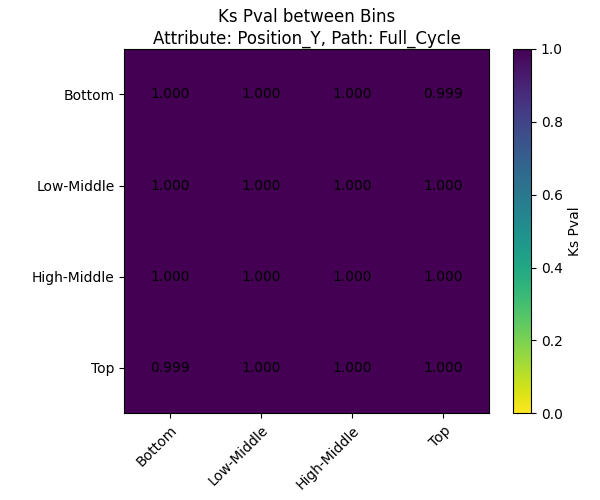 Ks Pval between Bins
Attribute: Position_Y, Path: Full_Cycle
Bottom 1.000 1.000 1.000 0.999
Low-Middle 1.000 1.000 1.000 1.000
High-Middle 1.000 1.000 1.000 1.000
Top 0.999 1.000 1.000 1.000
Bottom Low-Middle High-Middle Top
1.0
0.8
0.6
0.4
0.2
0.0
Ks Pval